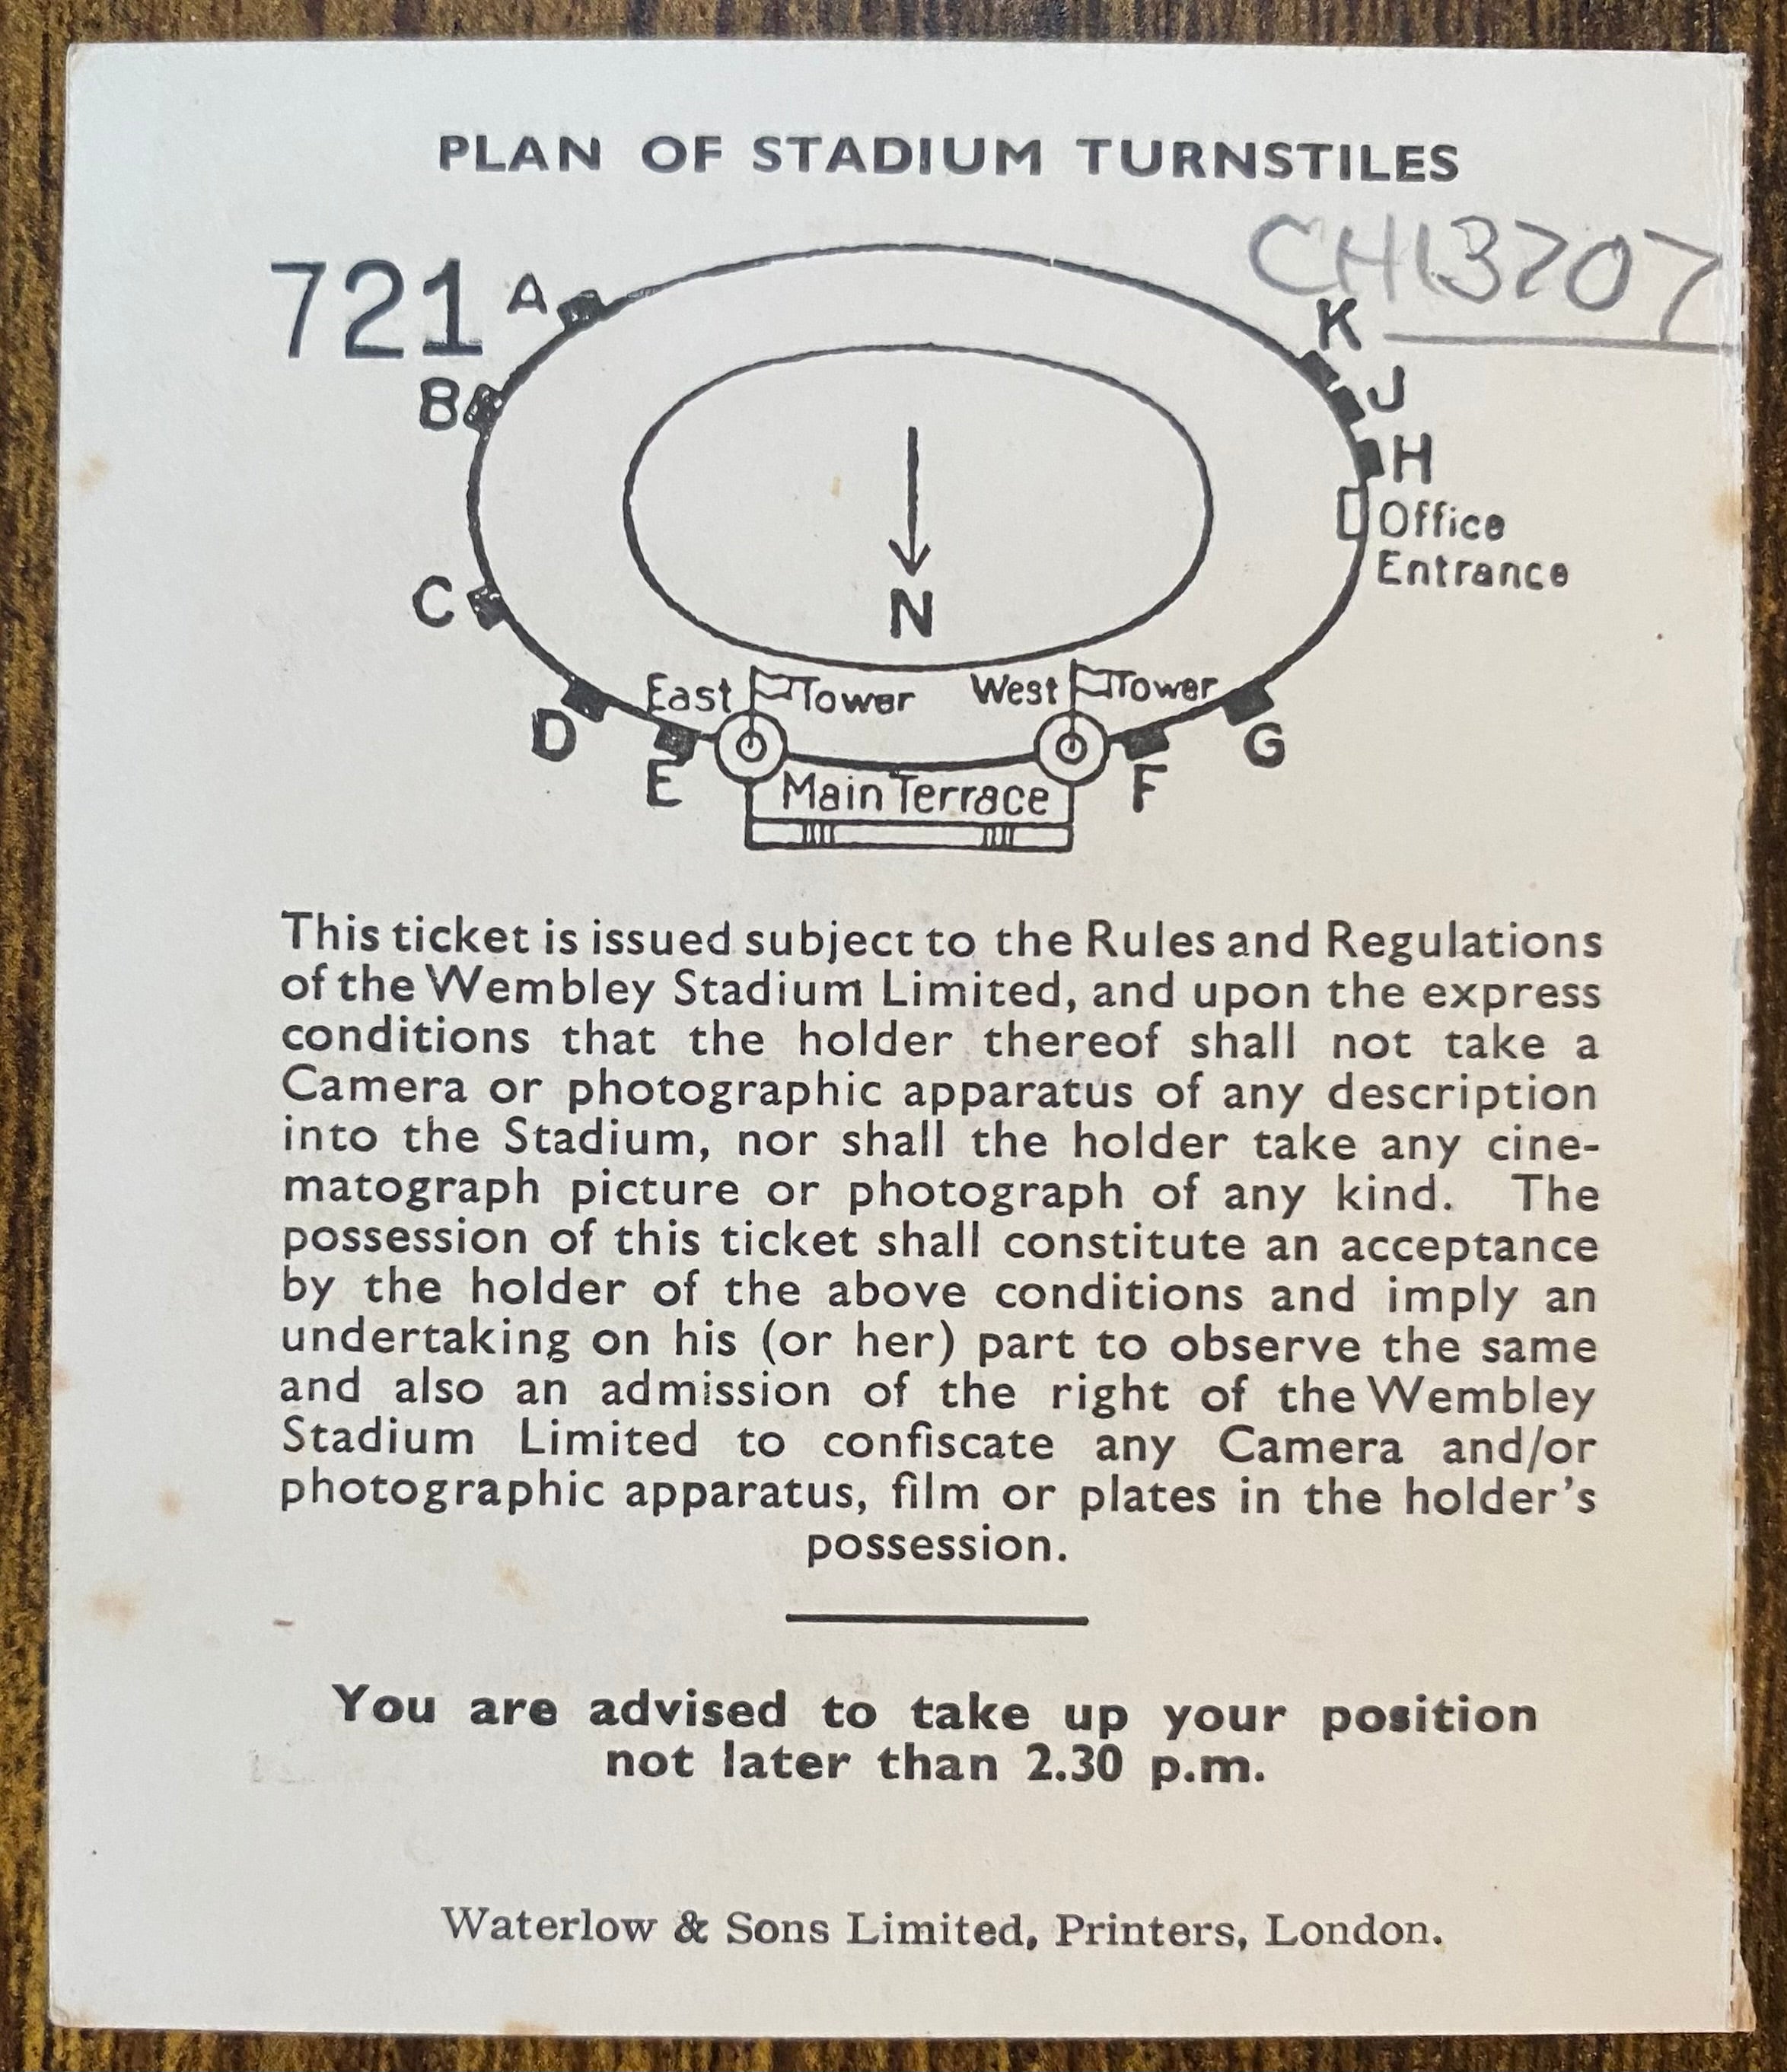 PLAN OF STADIUM TURNSTILES
CH13707
721
A
K
B
J
H
Office
Entrance
C
N
East Tower
West Tower
D
G
E
F
Main Terrace
This ticket is issued subject to the Rules and Regulations
of the Wembley Stadium Limited, and upon the express
conditions that the holder thereof shall not take a
Camera or photographic apparatus of any description
into the Stadium, nor shall the holder take any cine-
matograph picture or photograph of any kind. The
possession of this ticket shall constitute an acceptance
by the holder of the above conditions and imply an
undertaking on his (or her) part to observe the same
and also an admission of the right of the Wembley
Stadium Limited to confiscate any Camera and/or
photographic apparatus, film or plates in the holder's
possession.
You are advised to take up your position
not later than 2.30 p.m.
Waterlow & Sons Limited, Printers, London.